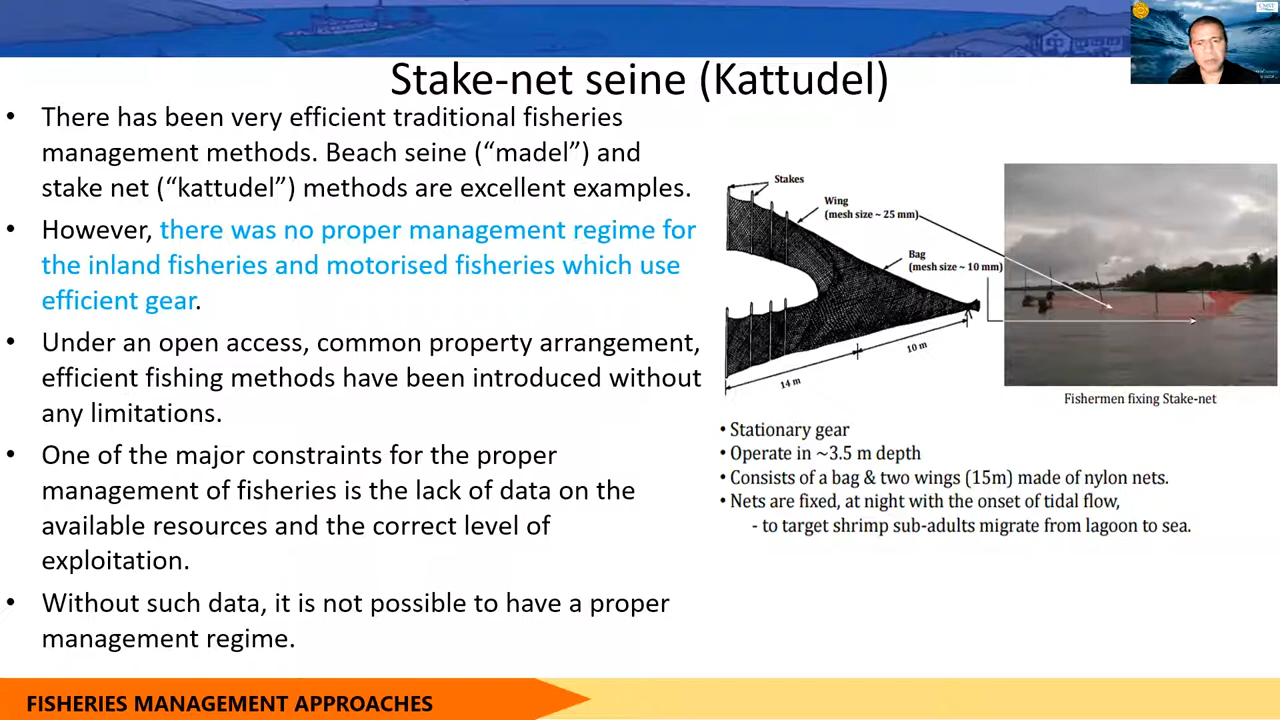 Stake-net seine (Kattudel)
• There has been very efficient traditional fisheries
management methods. Beach seine (“madel”) and
stake net (“kattudel”) methods are excellent examples.
• However, there was no proper management regime for
the inland fisheries and motorised fisheries which use
efficient gear.
• Under an open access, common property arrangement,
efficient fishing methods have been introduced without
any limitations.
• One of the major constraints for the proper
management of fisheries is the lack of data on the
available resources and the correct level of
exploitation.
• Without such data, it is not possible to have a proper
management regime.
Stakes
Wing
(mesh size ~ 25 mm)
Bag
(mesh size ~ 10 mm)
10 m
14 m
Fishermen fixing Stake-net
• Stationary gear
• Operate in ~3.5 m depth
• Consists of a bag & two wings (15m) made of nylon nets.
• Nets are fixed, at night with the onset of tidal flow,
- to target shrimp sub-adults migrate from lagoon to sea.
FISHERIES MANAGEMENT APPROACHES